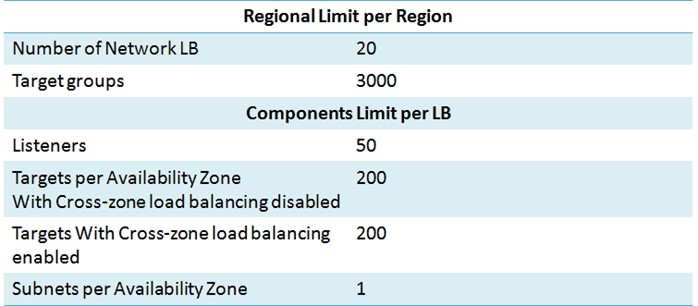 Regional Limit per Region
Number of Network LB 20
Target groups 3000
Components Limit per LB
Listeners 50
Targets per Availability Zone 200
With Cross-zone load balancing disabled
Targets With Cross-zone load balancing 200
enabled
Subnets per Availability Zone 1